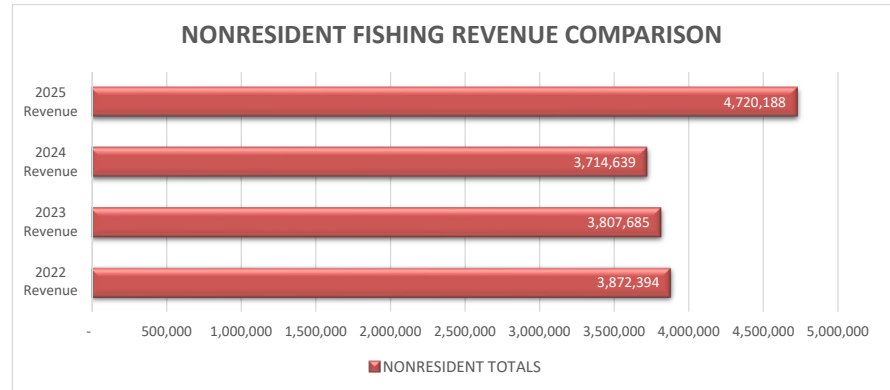 NONRESIDENT FISHING REVENUE COMPARISON
2025
Revenue
4,720,188
2024
Revenue
3,714,639
2023
Revenue
3,807,685
2022
Revenue
3,872,394
- 500,000 1,000,000 1,500,000 2,000,000 2,500,000 3,000,000 3,500,000 4,000,000 4,500,000 5,000,000
NONRESIDENT TOTALS